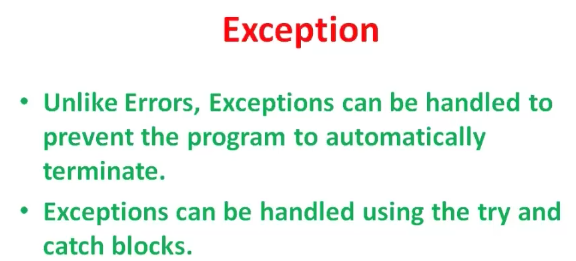 Exception
• Unlike Errors, Exceptions can be handled to
prevent the program to automatically
terminate.
• Exceptions can be handled using the try and
catch blocks.